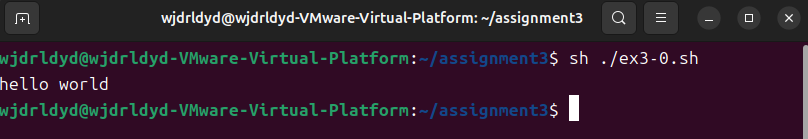 wjdrldyd@wjdrldyd-VMware-Virtual-Platform: ~/assignment3
wjdrldyd@wjdrldyd-VMware-Virtual-Platform:~/assignment3$ sh ./ex3-0.sh
hello world
wjdrldyd@wjdrldyd-VMware-Virtual-Platform:~/assignment3$